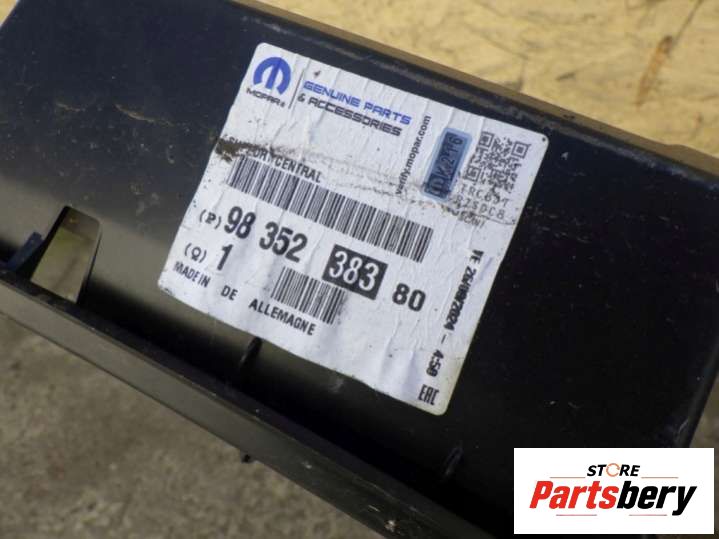 MOPAR
GENUINE PARTS
& ACCESSORIES
verify.mopar.com
SUPPORT CENTRAL
(P) 98 352 383 80
(Q) 1
MADE IN DE ALLEMAGNE
EAC
STORE
Partsbery